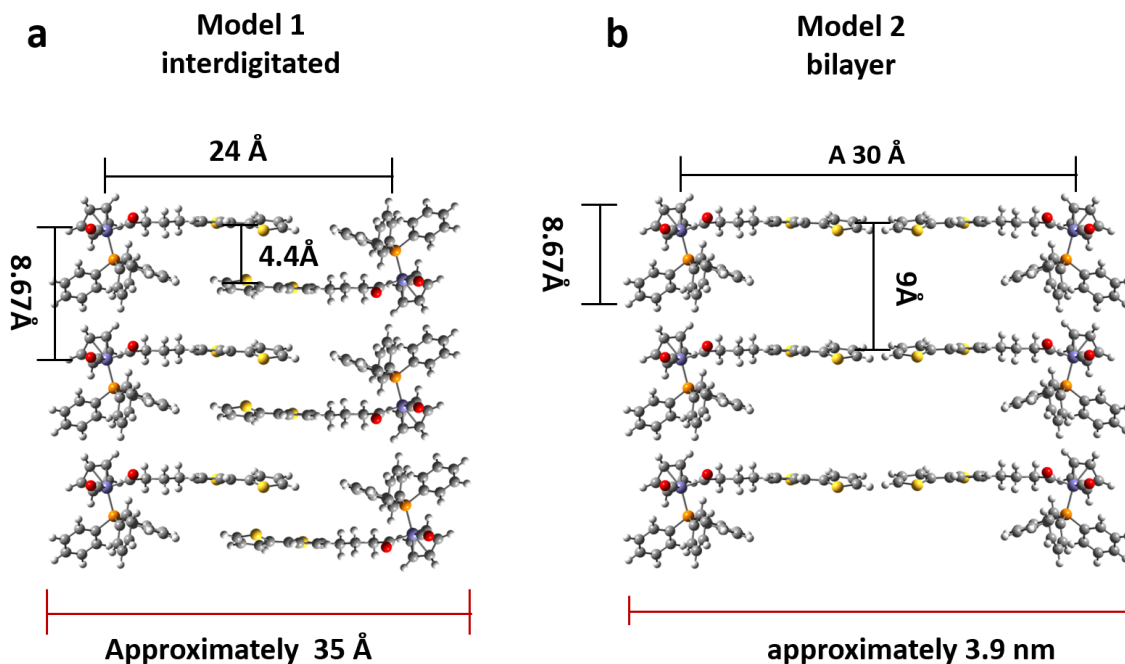 a
Model 1
interdigitated
24 Å
8.67Å
4.4Å
Approximately 35 Å
b
Model 2
bilayer
A 30 Å
8.67Å
9Å
approximately 3.9 nm